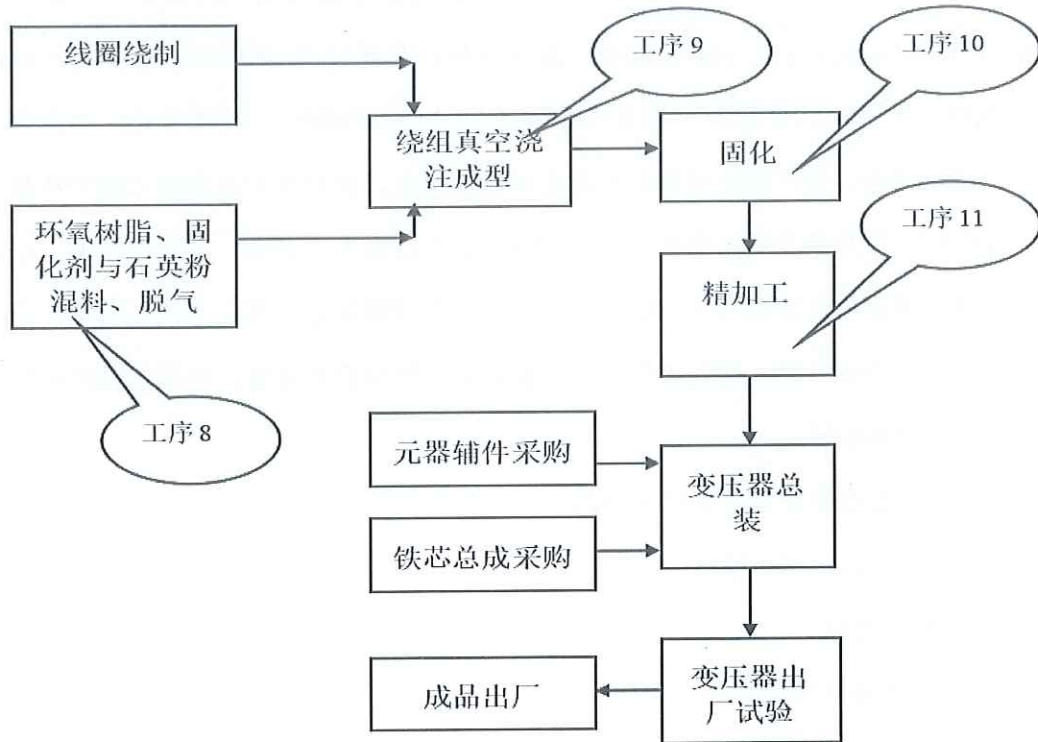 线圈绕制
工序 9
工序 10
绕组真空浇
注成型
固化
环氧树脂、固
化剂与石英粉
混料、脱气
工序 11
精加工
工序 8
元器辅件采购
变压器总
装
铁芯总成采购
成品出厂
变压器出
厂试验